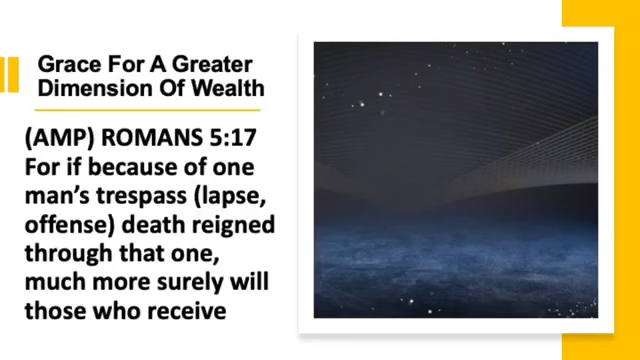 Grace For A Greater
Dimension Of Wealth
(AMP) ROMANS 5:17
For if because of one
man’s trespass (lapse,
offense) death reigned
through that one,
much more surely will
those who receive